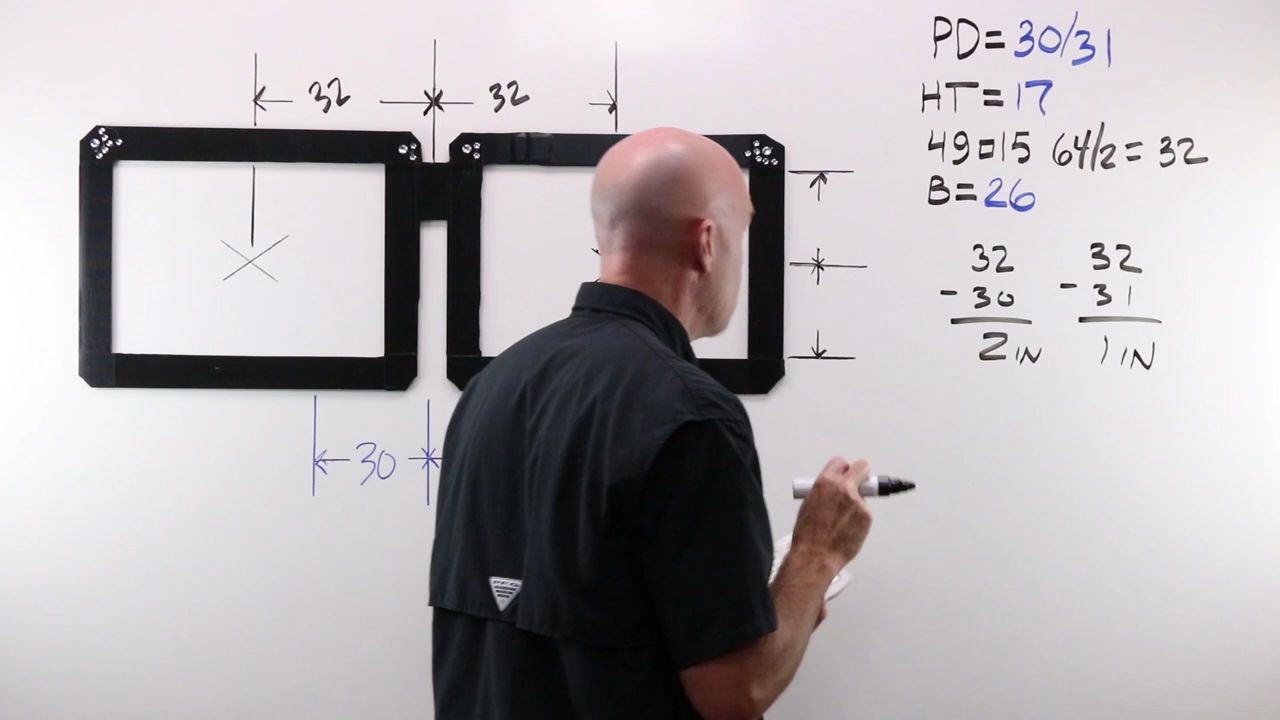 32 32
30
PD=30/31
HT=17
49□15 64/2=32
B=26
32 32
-30 -31
2 IN 1 IN
PFG